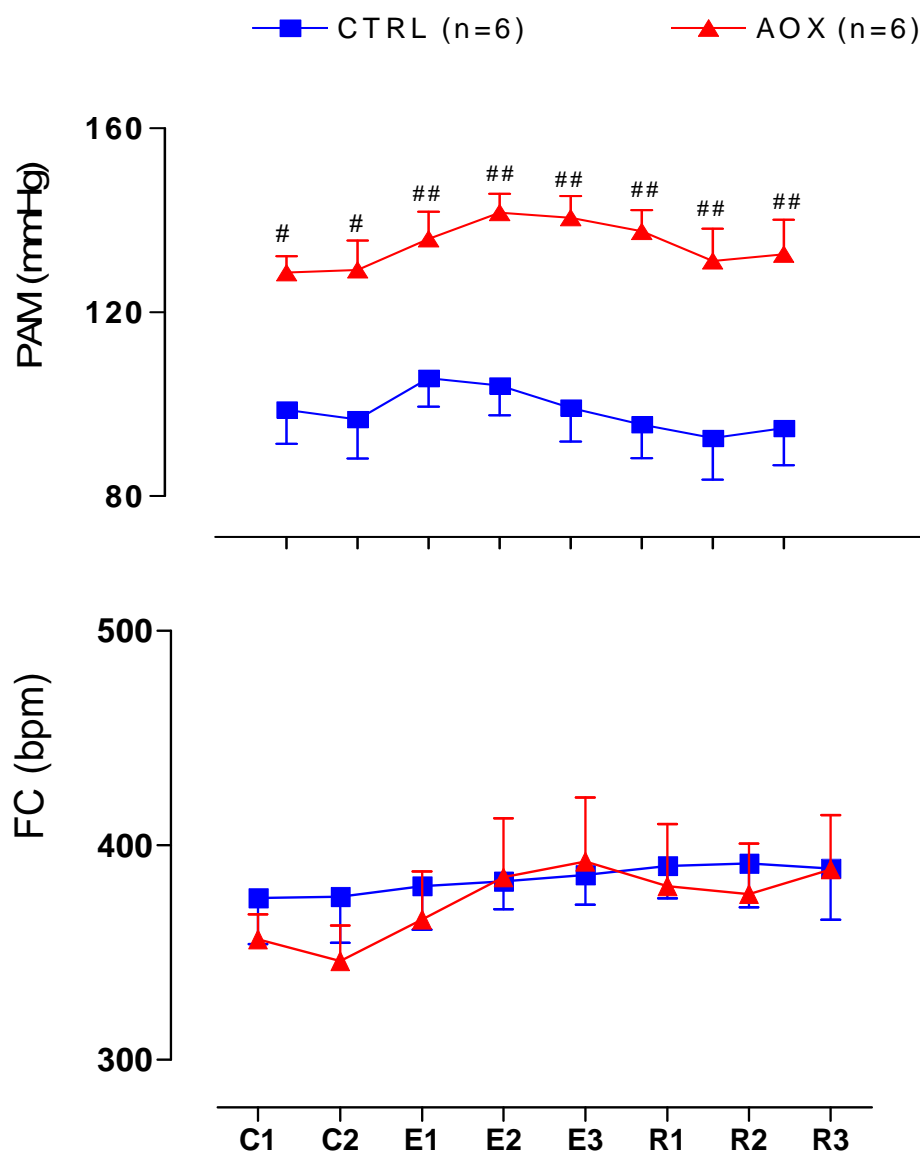 CTRL (n=6) AOX (n=6)
160
120
80
PAM (mmHg)
# # ## ## ## ## ## ##
500
400
300
FC (bpm)
C1 C2 E1 E2 E3 R1 R2 R3